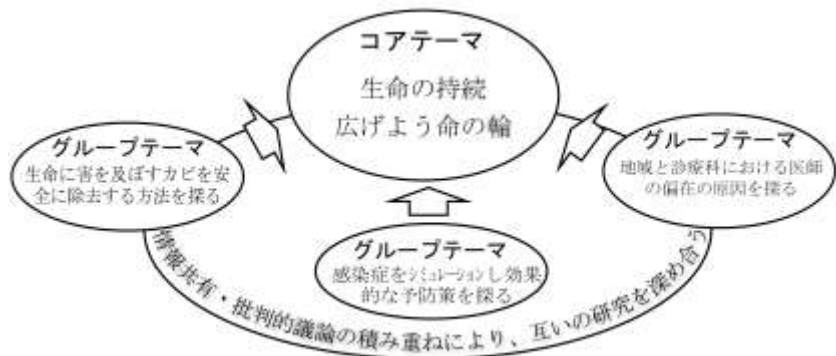 コアテーマ
生命の持続
広げよう命の輪
グループテーマ
生命に害を及ぼすカビを安
全に除去する方法を探る
グループテーマ
地域と診療科における医師
の偏在の原因を探る
グループテーマ
感染症をシミュレーションし効果
的な予防策を探る
情報共有・批判的議論の積み重ねにより、互いの研究を深め合う